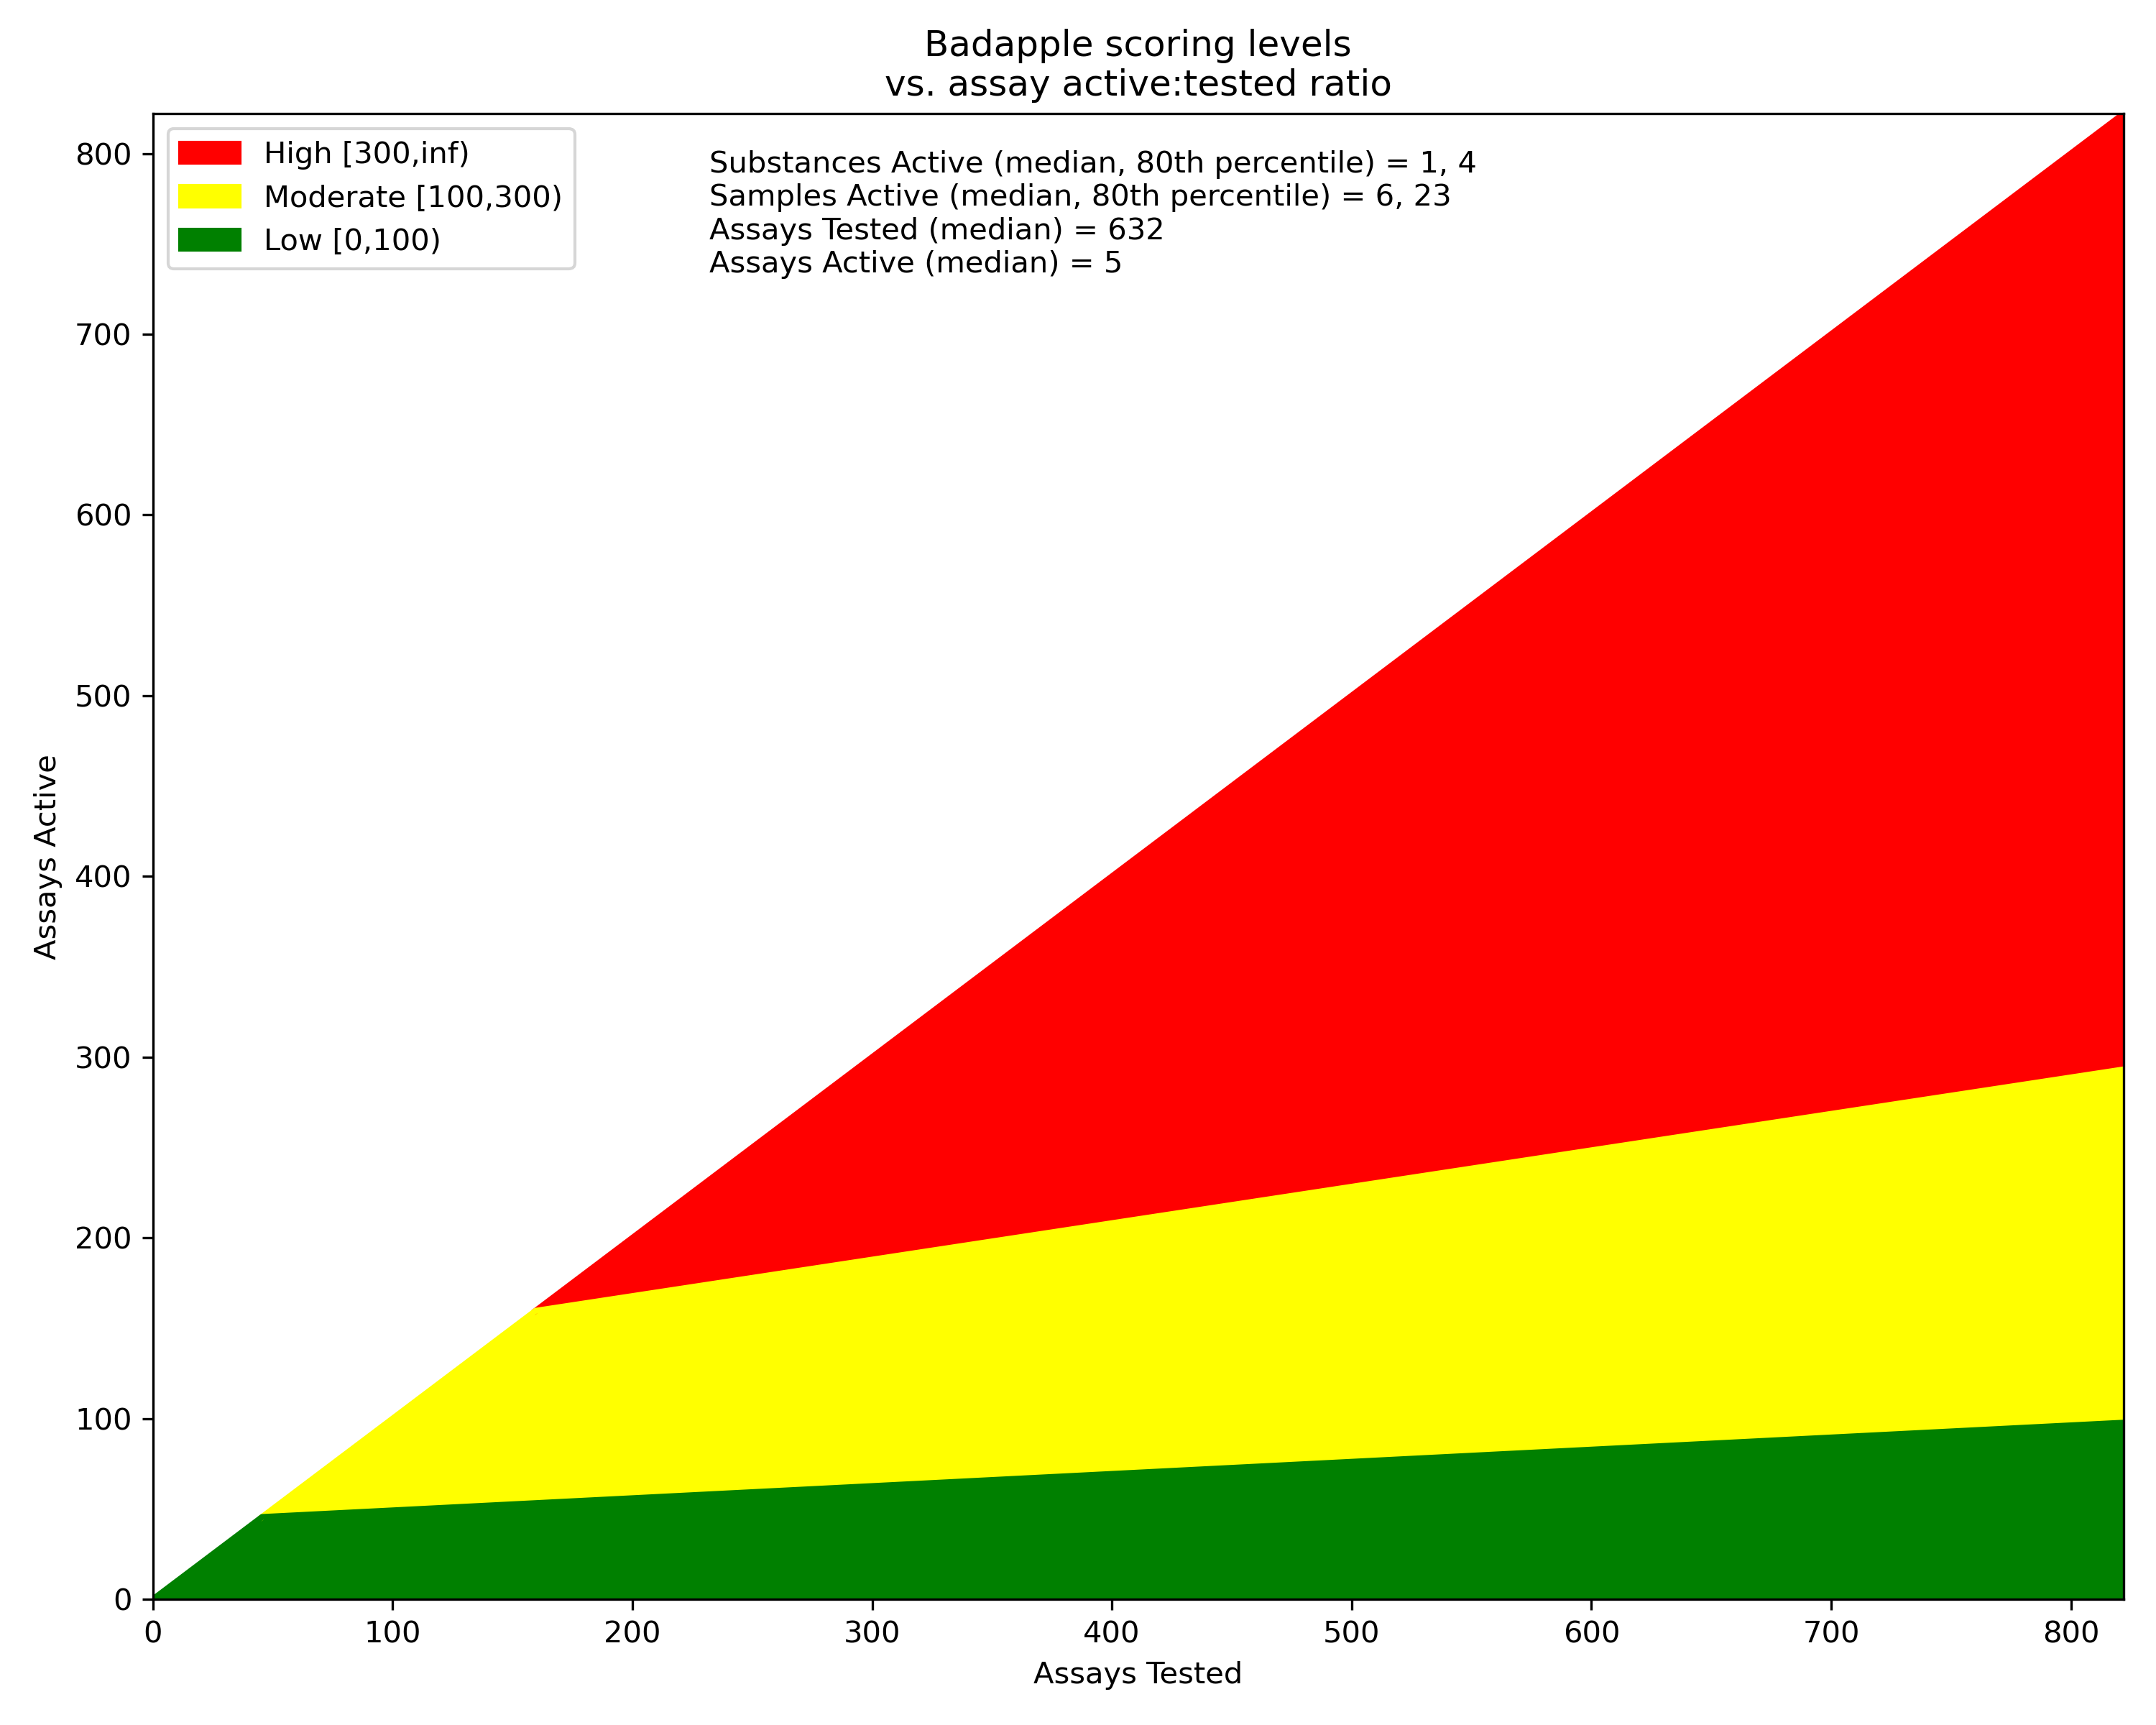 Badapple scoring levels
vs. assay active:tested ratio
High [300,inf)
Moderate [100,300)
Low [0,100)
Substances Active (median, 80th percentile) = 1, 4
Samples Active (median, 80th percentile) = 6, 23
Assays Tested (median) = 632
Assays Active (median) = 5
800
700
600
500
400
300
200
100
0
Assays Active
0 100 200 300 400 500 600 700 800
Assays Tested